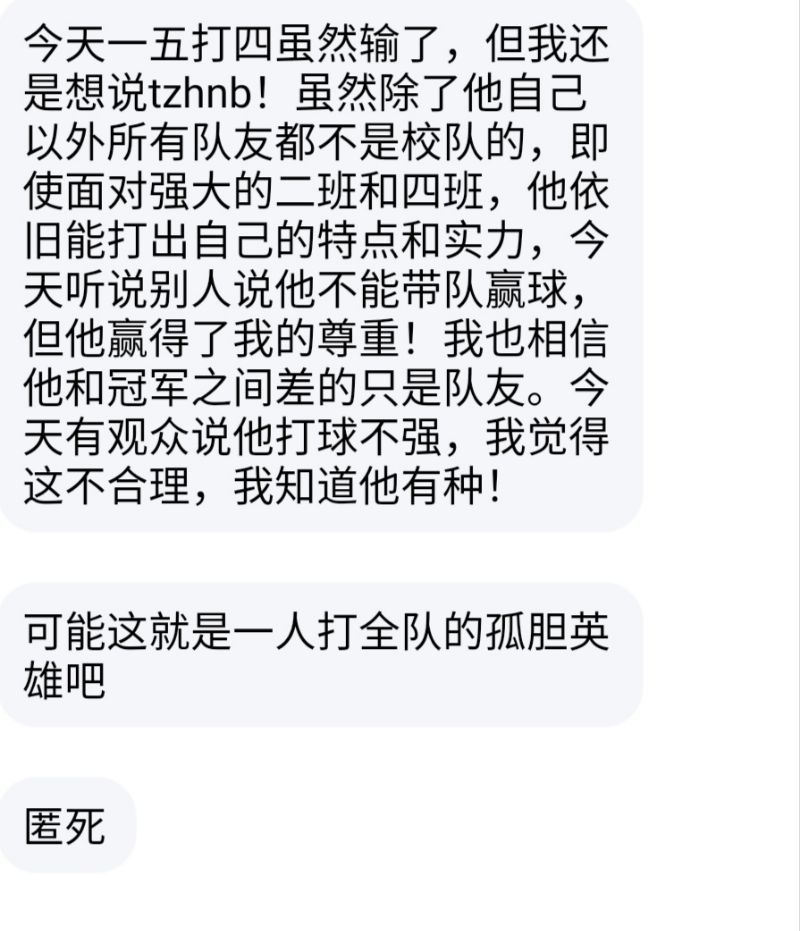 今天一五打四虽然输了，但我还
是想说tzhnb！虽然除了他自己
以外所有队友都不是校队的，即
使面对强大的二班和四班，他依
旧能打出自己的特点和实力，今
天听说别人说他不能带队赢球，
但他赢得了我的尊重！我也相信
他和冠军之间差的只是队友。今
天有观众说他打球不强，我觉得
这不合理，我知道他有种！
可能这就是一人打全队的孤胆英
雄吧
匿死